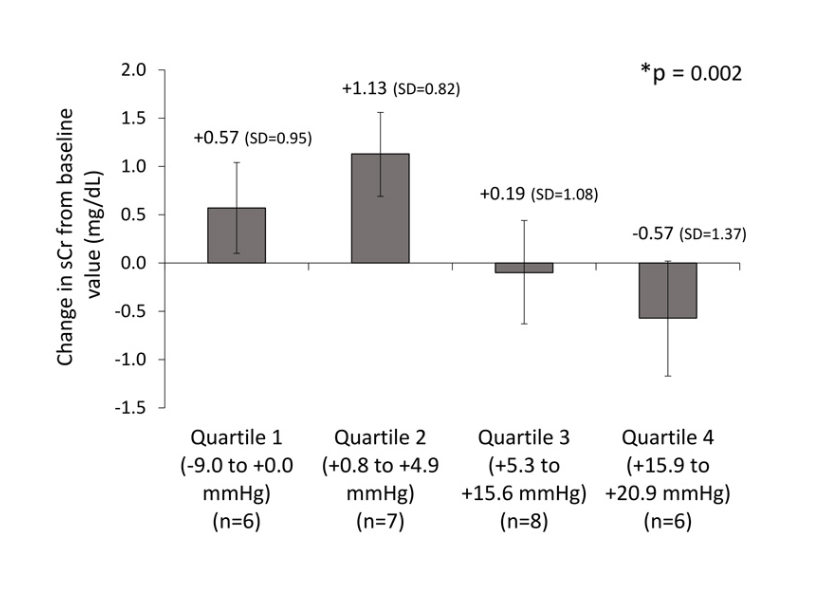 *p = 0.002
Change in sCr from baseline
value (mg/dL)
2.0
1.5
1.0
0.5
0.0
-0.5
-1.0
-1.5
+0.57 (SD=0.95)
+1.13 (SD=0.82)
+0.19 (SD=1.08)
-0.57 (SD=1.37)
Quartile 1
(-9.0 to +0.0
mmHg)
(n=6)
Quartile 2
(+0.8 to +4.9
mmHg)
(n=7)
Quartile 3
(+5.3 to
+15.6 mmHg)
(n=8)
Quartile 4
(+15.9 to
+20.9 mmHg)
(n=6)